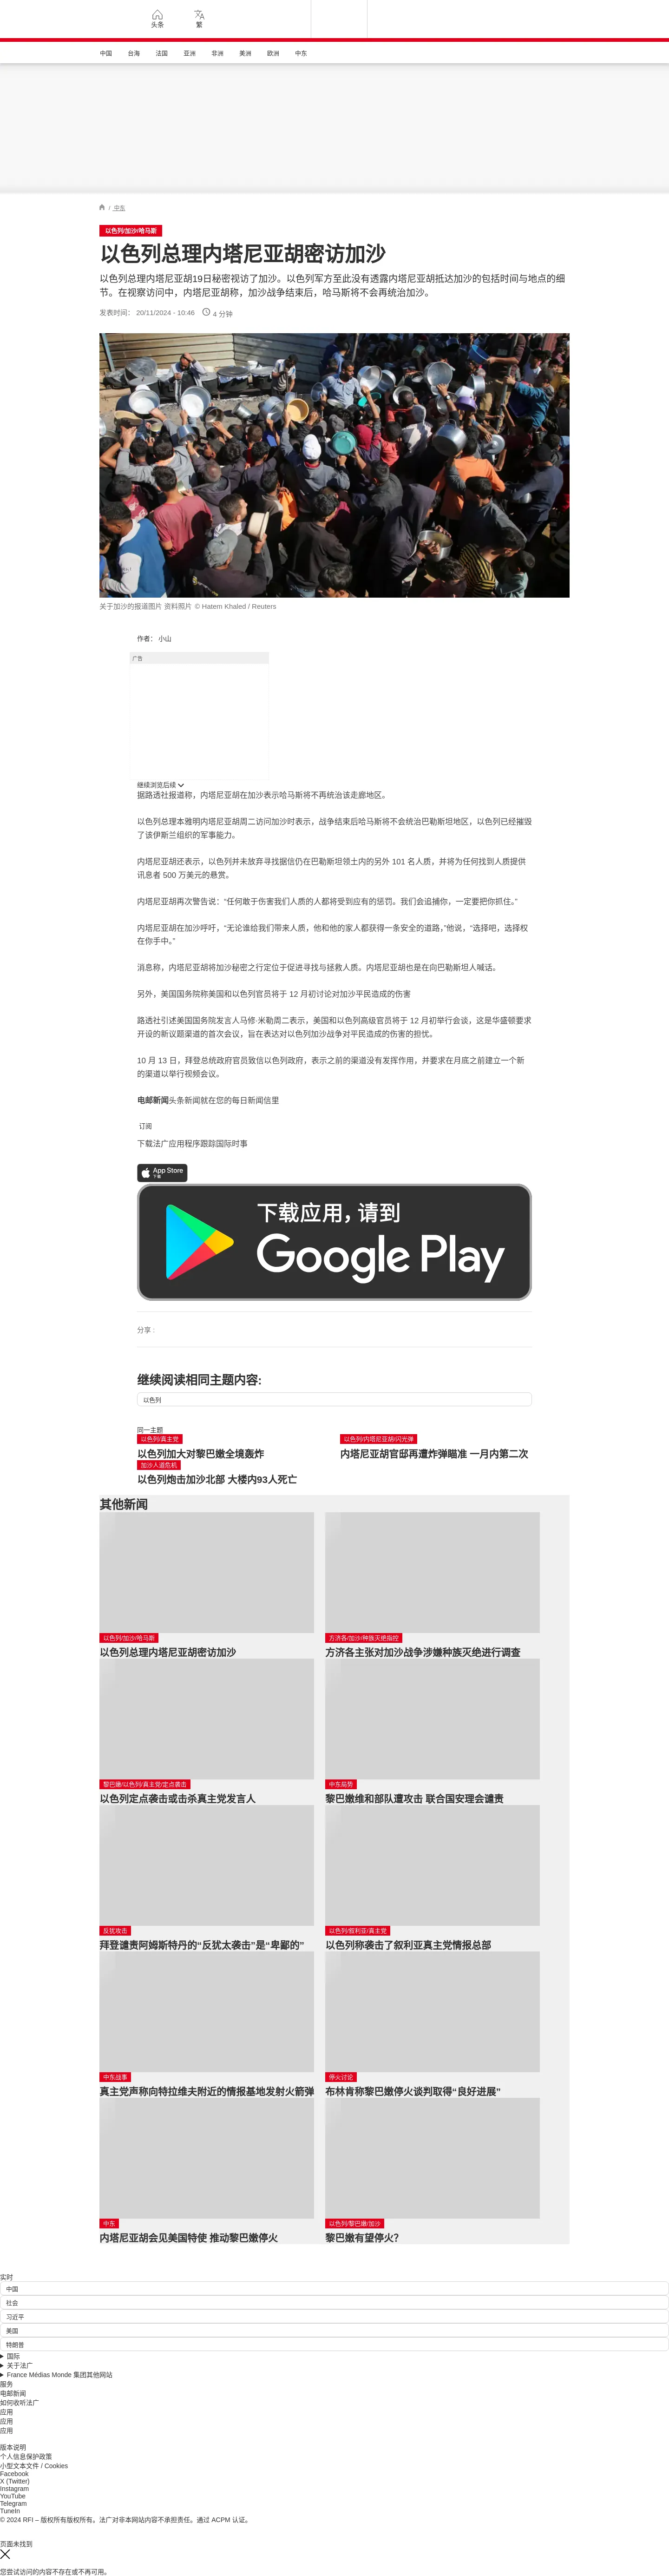 头条
繁
中国 台海 法国 亚洲 非洲 美洲 欧洲 中东
/ 中东
以色列/加沙/哈马斯
以色列总理内塔尼亚胡密访加沙
以色列总理内塔尼亚胡19日秘密视访了加沙。以色列军方至此没有透露内塔尼亚胡抵达加沙的包括时间与地点的细
节。在视察访问中，内塔尼亚胡称，加沙战争结束后，哈马斯将不会再统治加沙。
发表时间： 20/11/2024 - 10:46 4 分钟
关于加沙的报道图片 资料照片 © Hatem Khaled / Reuters
作者： 小山
广告
继续浏览后续
据路透社报道称，内塔尼亚胡在加沙表示哈马斯将不再统治该走廊地区。
以色列总理本雅明内塔尼亚胡周二访问加沙时表示，战争结束后哈马斯将不会统治巴勒斯坦地区，以色列已经摧毁
了该伊斯兰组织的军事能力。
内塔尼亚胡还表示，以色列并未放弃寻找据信仍在巴勒斯坦领土内的另外 101 名人质，并将为任何找到人质提供
讯息者 500 万美元的悬赏。
内塔尼亚胡再次警告说：“任何敢于伤害我们人质的人都将受到应有的惩罚。我们会追捕你，一定要把你抓住。”
内塔尼亚胡在加沙呼吁，“无论谁给我们带来人质，他和他的家人都获得一条安全的道路，”他说，“选择吧，选择权
在你手中。”
消息称，内塔尼亚胡将加沙秘密之行定位于促进寻找与拯救人质。内塔尼亚胡也是在向巴勒斯坦人喊话。
另外，美国国务院称美国和以色列官员将于 12 月初讨论对加沙平民造成的伤害
路透社引述美国国务院发言人马修·米勒周二表示，美国和以色列高级官员将于 12 月初举行会谈，这是华盛顿要求
开设的新议题渠道的首次会议，旨在表达对以色列加沙战争对平民造成的伤害的担忧。
10 月 13 日，拜登总统政府官员致信以色列政府，表示之前的渠道没有发挥作用，并要求在月底之前建立一个新
的渠道以举行视频会议。
电邮新闻头条新闻就在您的每日新闻信里
订阅
下载法广应用程序跟踪国际时事
App Store
下载
下载应用，请到
Google Play
分享 :
继续阅读相同主题内容:
以色列
同一主题
以色列/真主党
以色列加大对黎巴嫩全境轰炸
以色列/内塔尼亚胡/闪光弹
内塔尼亚胡官邸再遭炸弹瞄准 一月内第二次
加沙人道危机
以色列炮击加沙北部 大楼内93人死亡
其他新闻
以色列/加沙/哈马斯
以色列总理内塔尼亚胡密访加沙
方济各/加沙/种族灭绝指控
方济各主张对加沙战争涉嫌种族灭绝进行调查
黎巴嫩/以色列/真主党/定点袭击
以色列定点袭击或击杀真主党发言人
中东局势
黎巴嫩维和部队遭攻击 联合国安理会谴责
反犹攻击
拜登谴责阿姆斯特丹的“反犹太袭击”是“卑鄙的”
以色列/叙利亚/真主党
以色列称袭击了叙利亚真主党情报总部
中东战事
真主党声称向特拉维夫附近的情报基地发射火箭弹
停火讨论
布林肯称黎巴嫩停火谈判取得“良好进展”
中东
内塔尼亚胡会见美国特使 推动黎巴嫩停火
以色列/黎巴嫩/加沙
黎巴嫩有望停火？
实时
中国
社会
习近平
美国
特朗普
国际
关于法广
France Médias Monde 集团其他网站
服务
电邮新闻
如何收听法广
应用
应用
应用
版本说明
个人信息保护政策
小型文本文件 / Cookies
Facebook
X (Twitter)
Instagram
YouTube
Telegram
TuneIn
© 2024 RFI – 版权所有版权所有。法广对非本网站内容不承担责任。通过 ACPM 认证。
页面未找到
您尝试访问的内容不存在或不再可用。